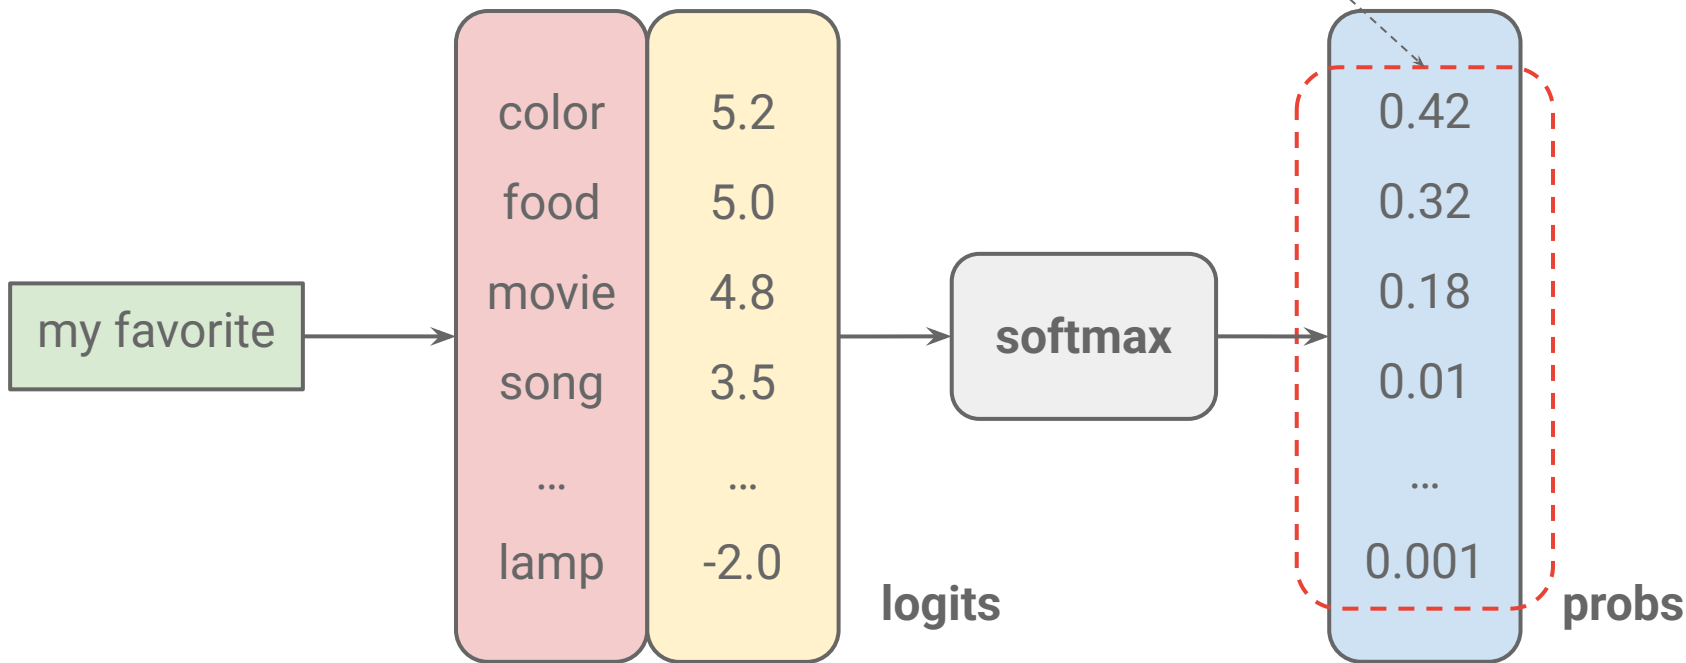 my favorite
color 5.2
food 5.0
movie 4.8
song 3.5
... ...
lamp -2.0
logits
softmax
0.42
0.32
0.18
0.01
...
0.001
probs